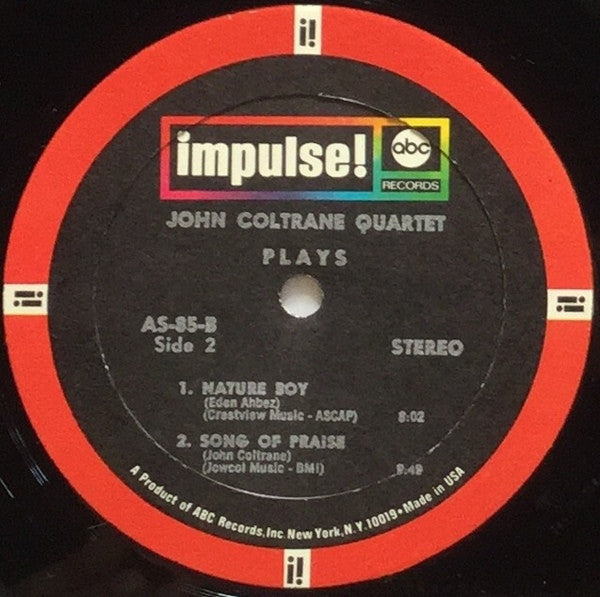 i!
impulse!
abc
RECORDS
JOHN COLTRANE QUARTET
PLAYS
i!
i!
AS-85-B
Side 2
STEREO
1. NATURE BOY
(Eden Ahbez)
(Crestview Music - ASCAP) 8:02
2. SONG OF PRAISE
(John Coltrane)
(Jowcol Music - BMI) 9:49
A Product of ABC Records, Inc. New York, N.Y. 10019 • Made in USA
i!